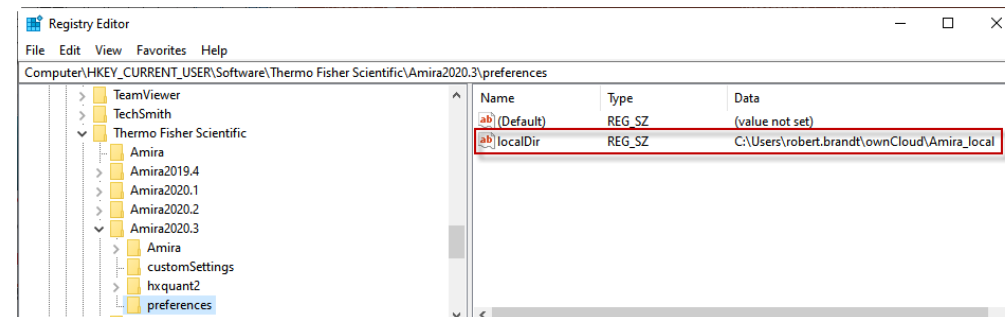 Registry Editor
File Edit View Favorites Help
Computer\HKEY_CURRENT_USER\Software\Thermo Fisher Scientific\Amira2020.3\preferences
TeamViewer
TechSmith
Thermo Fisher Scientific
Amira
Amira2019.4
Amira2020.1
Amira2020.2
Amira2020.3
Amira
customSettings
hxquant2
preferences
Name Type Data
ab (Default) REG_SZ (value not set)
ab localDir REG_SZ C:\Users\robert.brandt\ownCloud\Amira_local